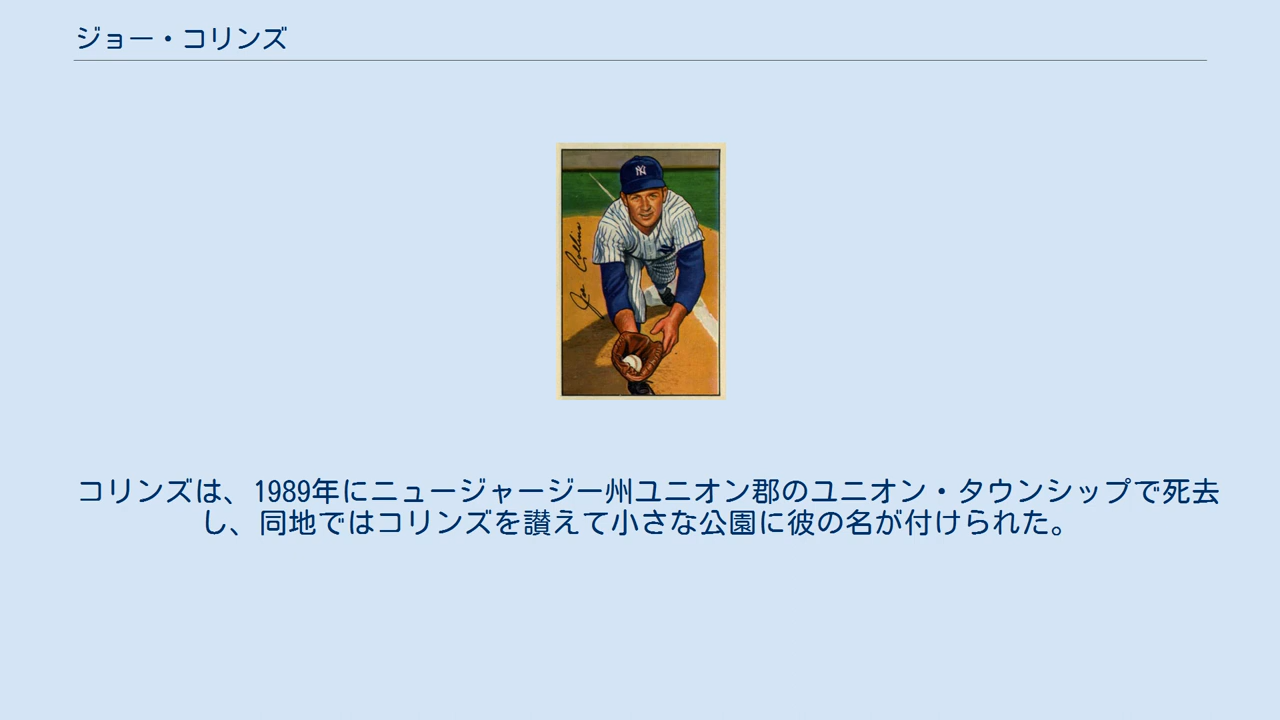 ジョー・コリンズ
Joe Collins
コリンズは、1989年にニュージャージー州ユニオン郡のユニオン・タウンシップで死去
し、同地ではコリンズを讃えて小さな公園に彼の名が付けられた。